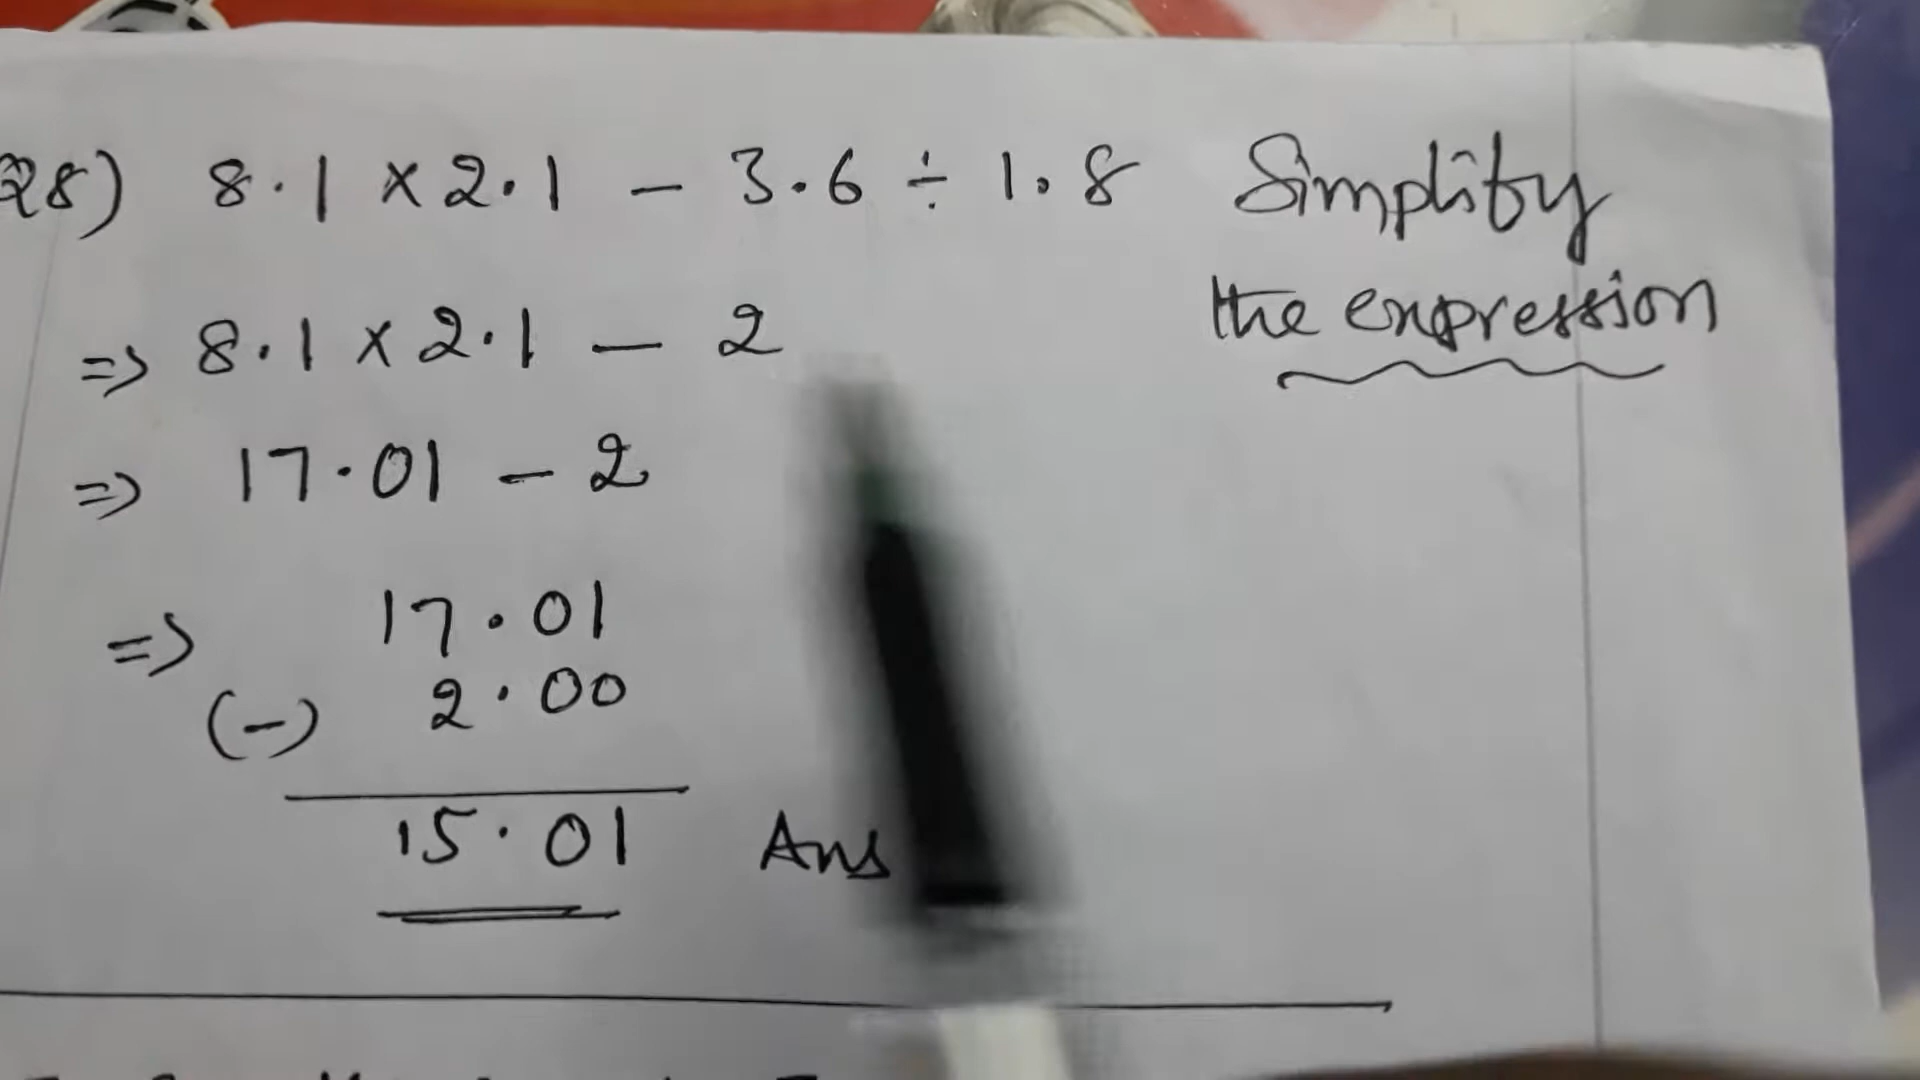 28) 8.1 × 2.1 – 3.6 ÷ 1.8 Simplify
the expression
=> 8.1 × 2.1 – 2
=> 17.01 – 2
=> 17.01
(-) 2.00
15.01 Ans